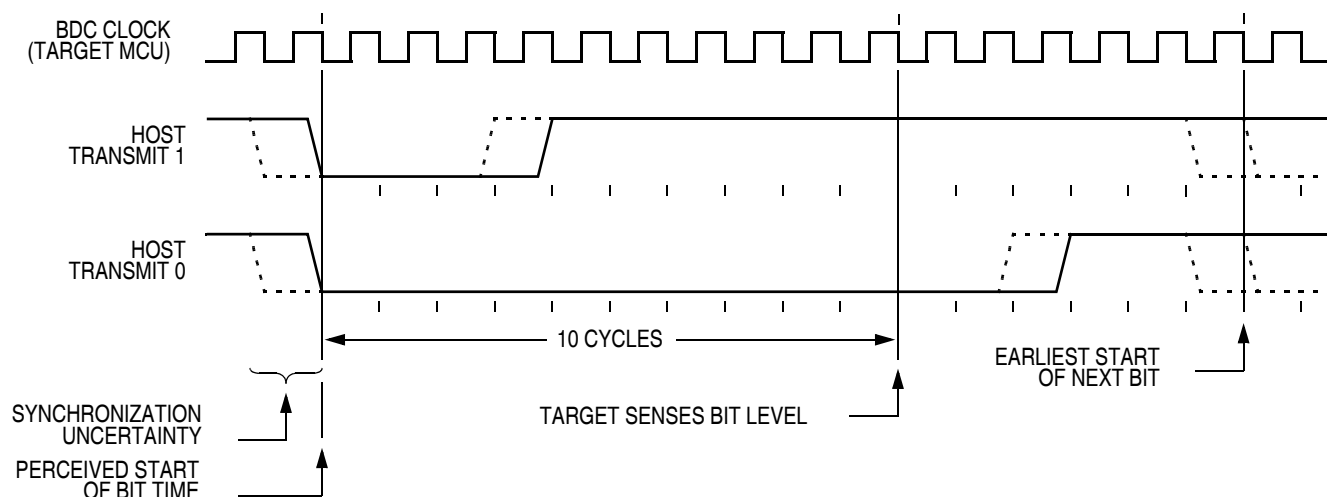 BDC CLOCK
(TARGET MCU)
HOST
TRANSMIT 1
HOST
TRANSMIT 0
10 CYCLES
EARLIEST START
OF NEXT BIT
SYNCHRONIZATION
UNCERTAINTY
TARGET SENSES BIT LEVEL
PERCEIVED START
OF BIT TIME